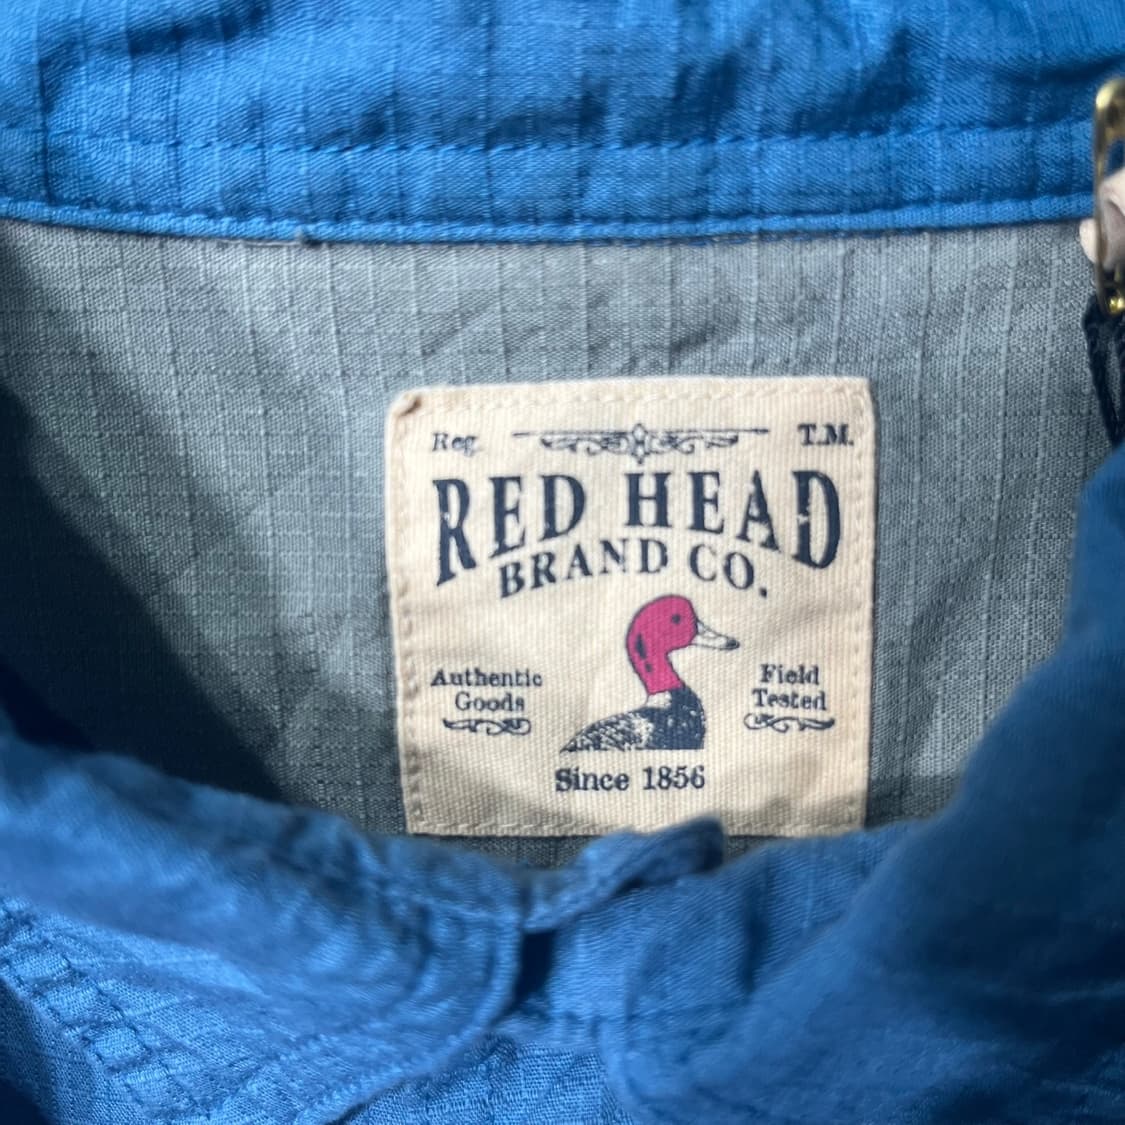 Reg. T.M.
RED HEAD
BRAND CO.
Authentic
Goods
Field
Tested
Since 1856